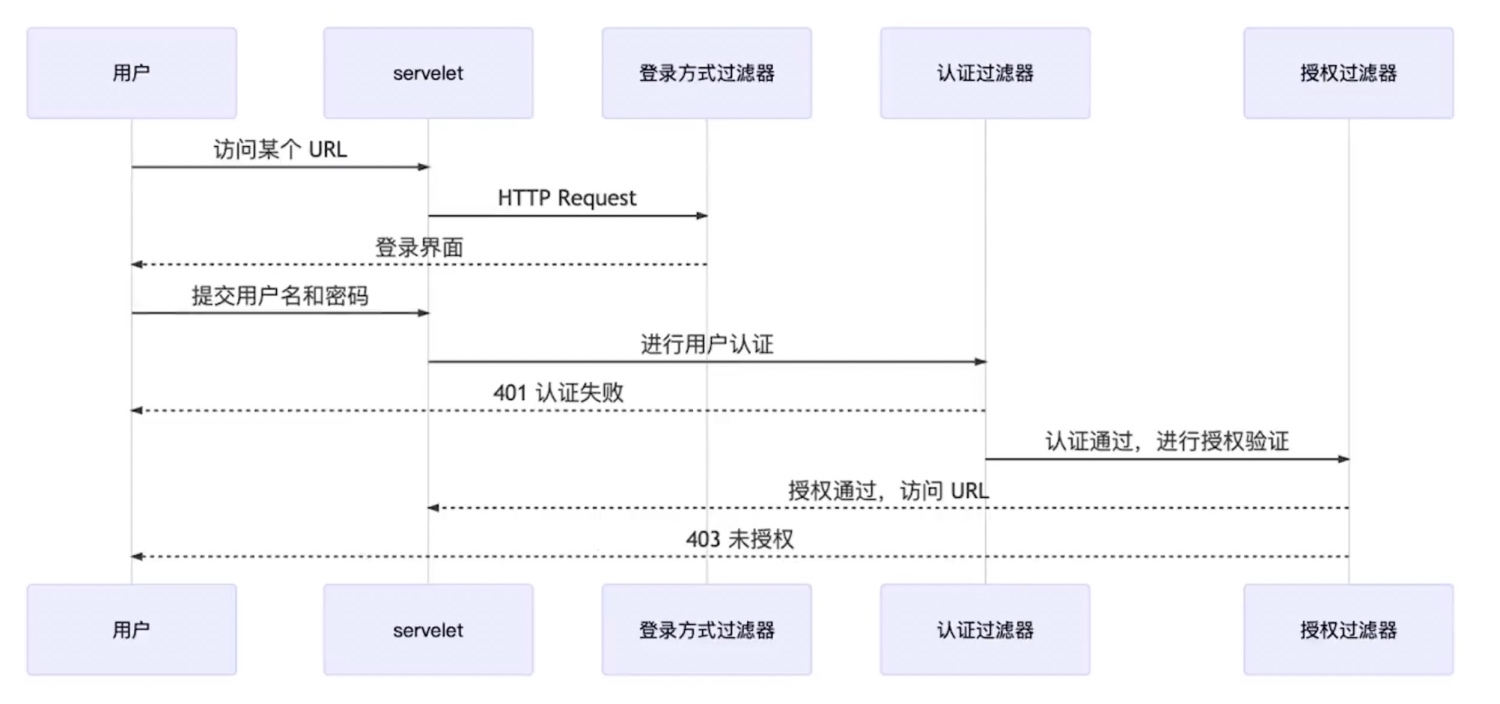 用户
servelet
登录方式过滤器
认证过滤器
授权过滤器
访问某个 URL
HTTP Request
登录界面
提交用户名和密码
进行用户认证
401 认证失败
认证通过，进行授权验证
授权通过，访问 URL
403 未授权
用户
servelet
登录方式过滤器
认证过滤器
授权过滤器